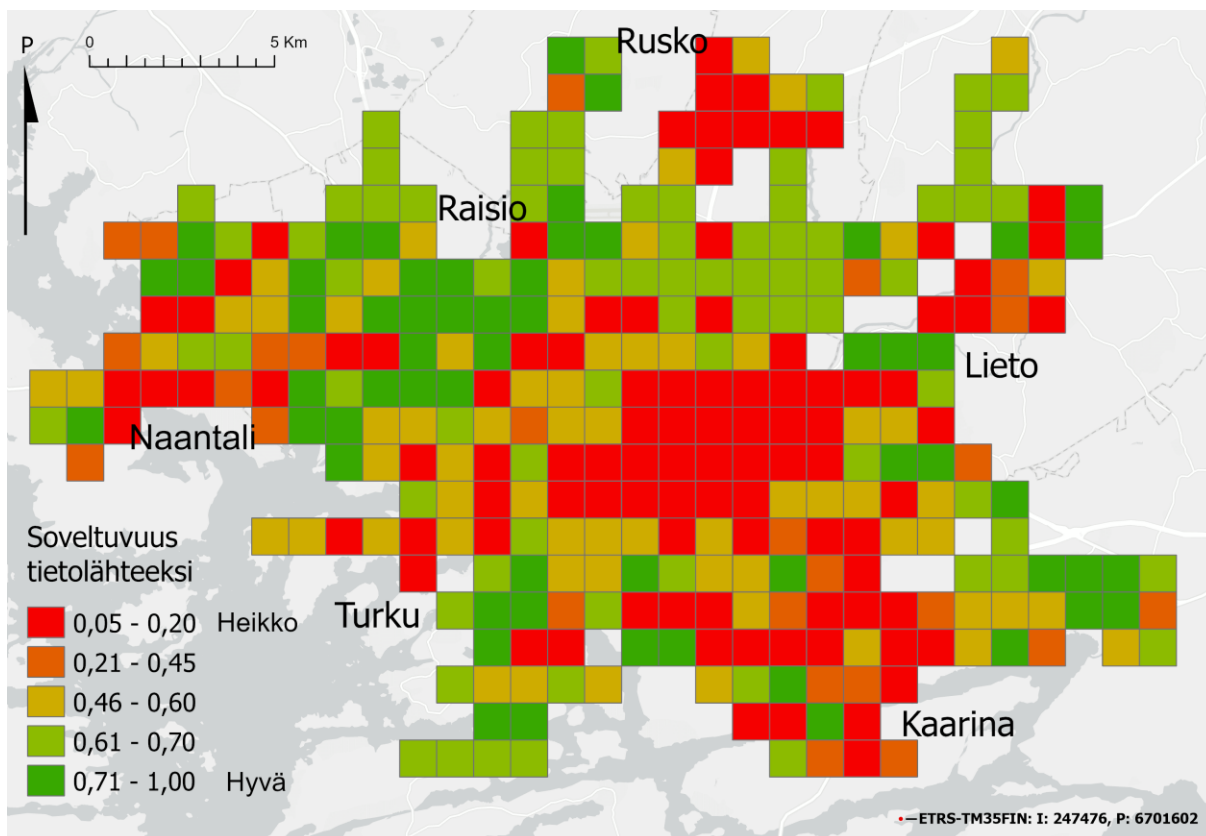 P
0 5 Km
Rusko
Raisio
Lieto
Naantali
Turku
Kaarina
Soveltuvuus
tietolähteeksi
0,05 - 0,20 Heikko
0,21 - 0,45
0,46 - 0,60
0,61 - 0,70
0,71 - 1,00 Hyvä
ETRS-TM35FIN: I: 247476, P: 6701602